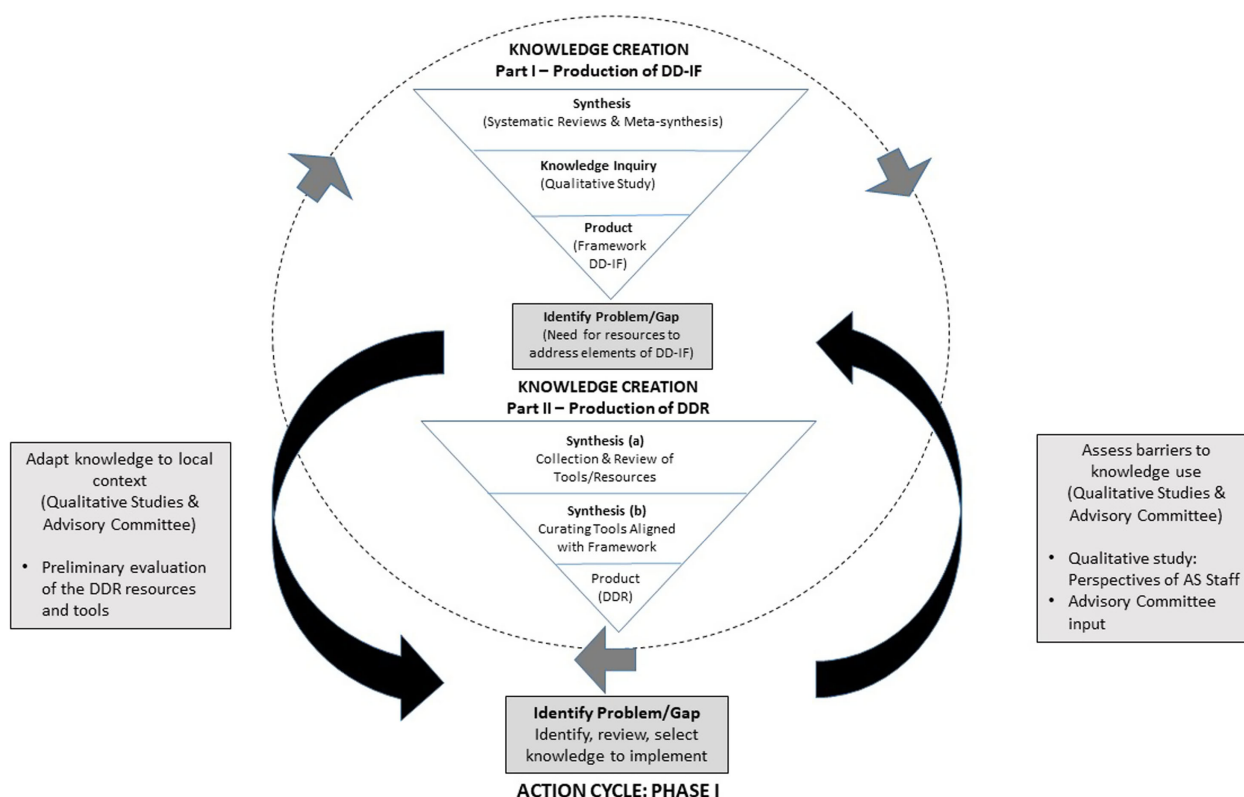 KNOWLEDGE CREATION
Part I – Production of DD-IF
Synthesis
(Systematic Reviews & Meta-synthesis)
Knowledge Inquiry
(Qualitative Study)
Product
(Framework
DD-IF)
Identify Problem/Gap
(Need for resources to
address elements of DD-IF)
KNOWLEDGE CREATION
Part II – Production of DDR
Synthesis (a)
Collection & Review of
Tools/Resources
Synthesis (b)
Curating Tools Aligned
with Framework
Product
(DDR)
Adapt knowledge to local
context
(Qualitative Studies &
Advisory Committee)
• Preliminary evaluation
of the DDR resources
and tools
Assess barriers to
knowledge use
(Qualitative Studies &
Advisory Committee)
• Qualitative study:
Perspectives of AS Staff
• Advisory Committee
input
Identify Problem/Gap
Identify, review, select
knowledge to implement
ACTION CYCLE: PHASE I